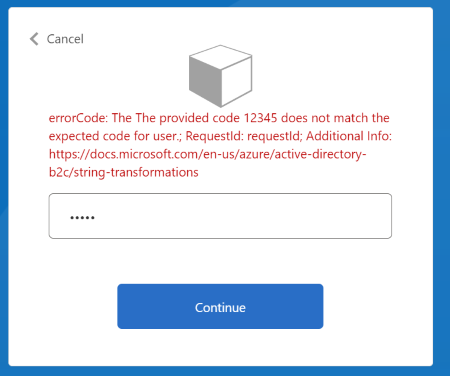 Cancel
errorCode: The The provided code 12345 does not match the
expected code for user.; RequestId: requestId; Additional Info:
https://docs.microsoft.com/en-us/azure/active-directory-
b2c/string-transformations
•••••
Continue